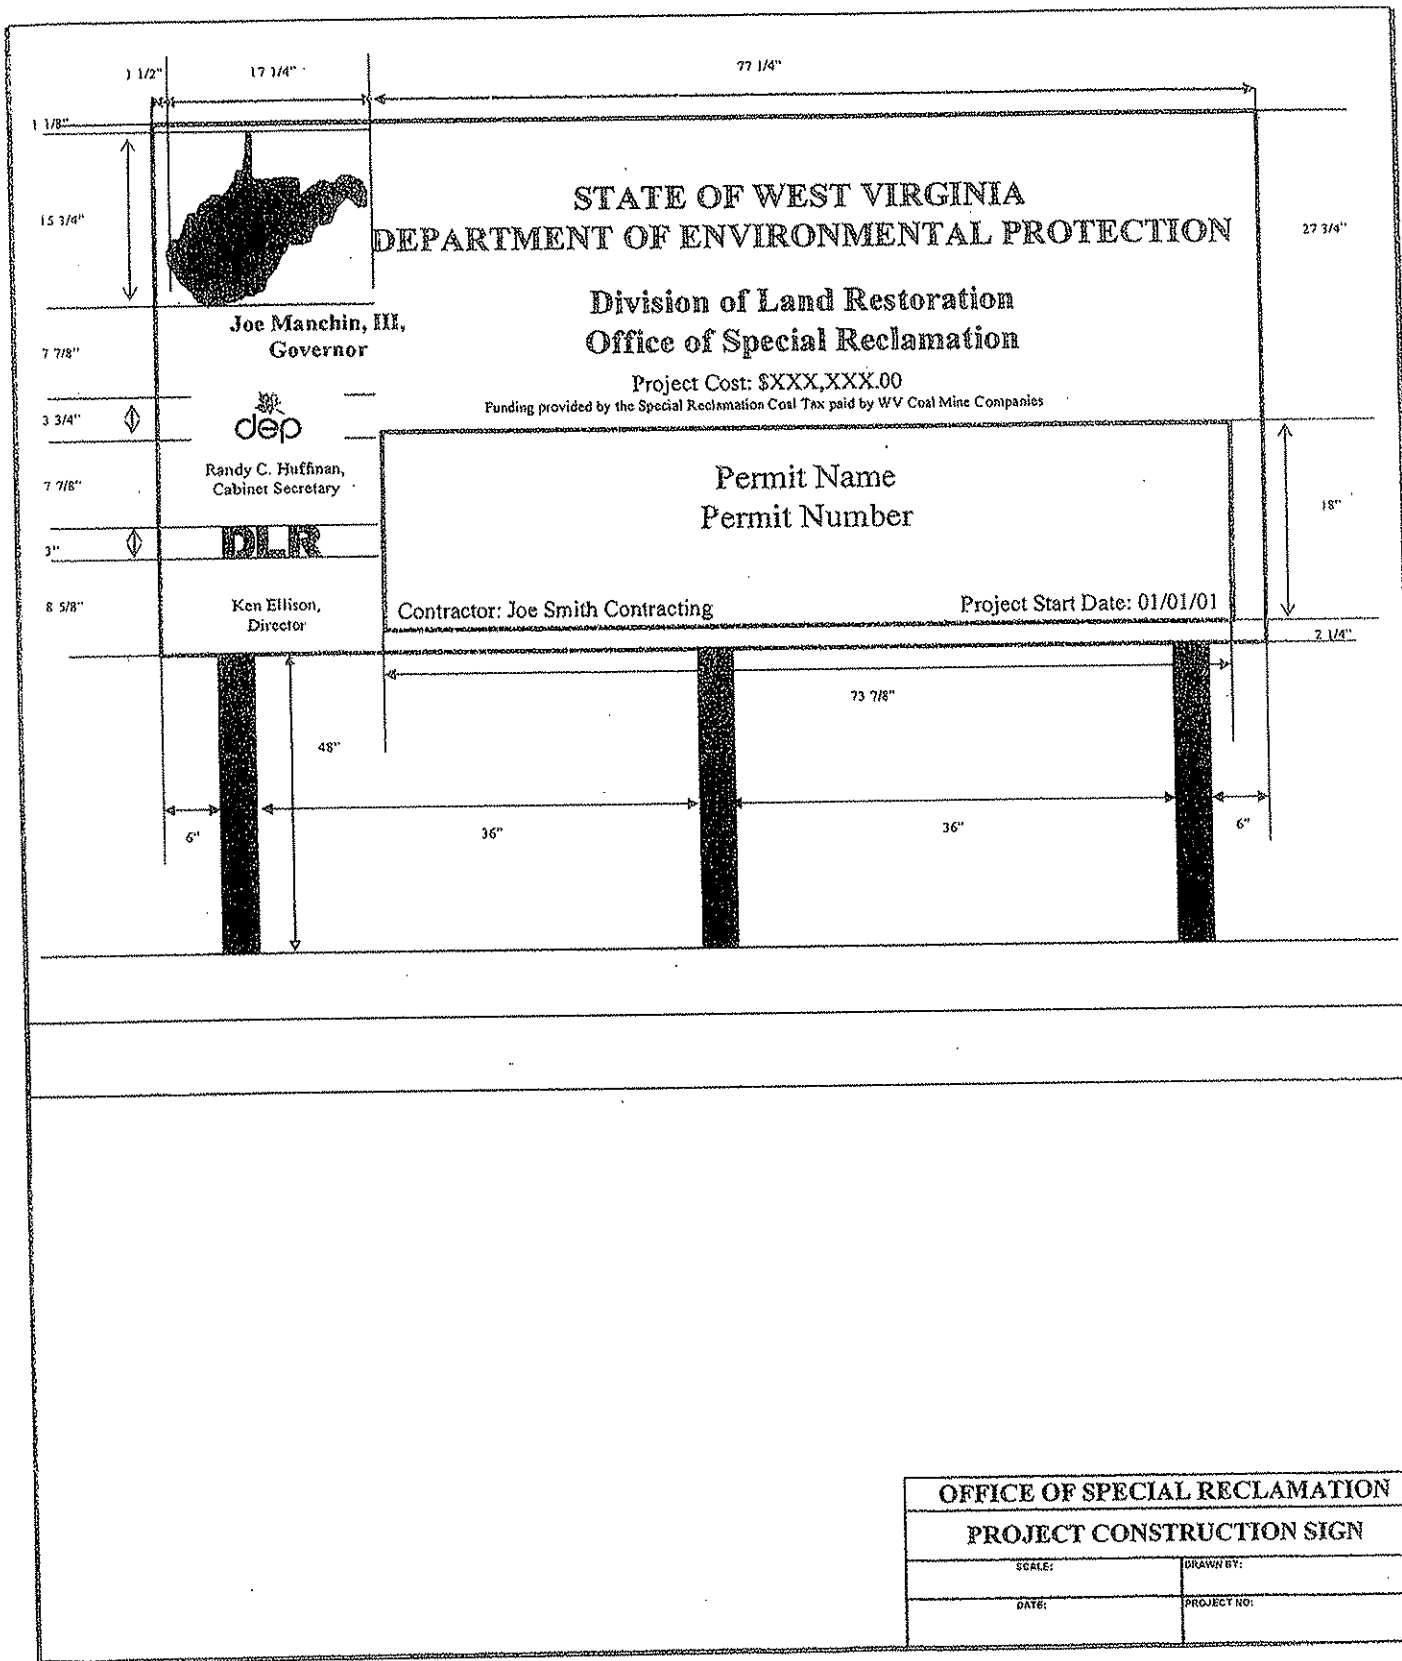 1 1/2"
17 1/4"
77 1/4"
1 1/8"
15 3/4"
STATE OF WEST VIRGINIA
DEPARTMENT OF ENVIRONMENTAL PROTECTION
27 3/4"
Division of Land Restoration
Office of Special Reclamation
Joe Manchin, III,
Governor
7 7/8"
Project Cost: $XXX,XXX.00
Funding provided by the Special Reclamation Coal Tax paid by WV Coal Mine Companies
3 3/4"
dep
Randy C. Huffman,
Cabinet Secretary
7 7/8"
Permit Name
Permit Number
18"
3"
DLR
8 5/8"
Ken Ellison,
Director
Contractor: Joe Smith Contracting
Project Start Date: 01/01/01
2 1/4"
73 7/8"
48"
6"
36"
36"
6"
OFFICE OF SPECIAL RECLAMATION
PROJECT CONSTRUCTION SIGN
SCALE:
DRAWN BY:
DATE:
PROJECT NO: